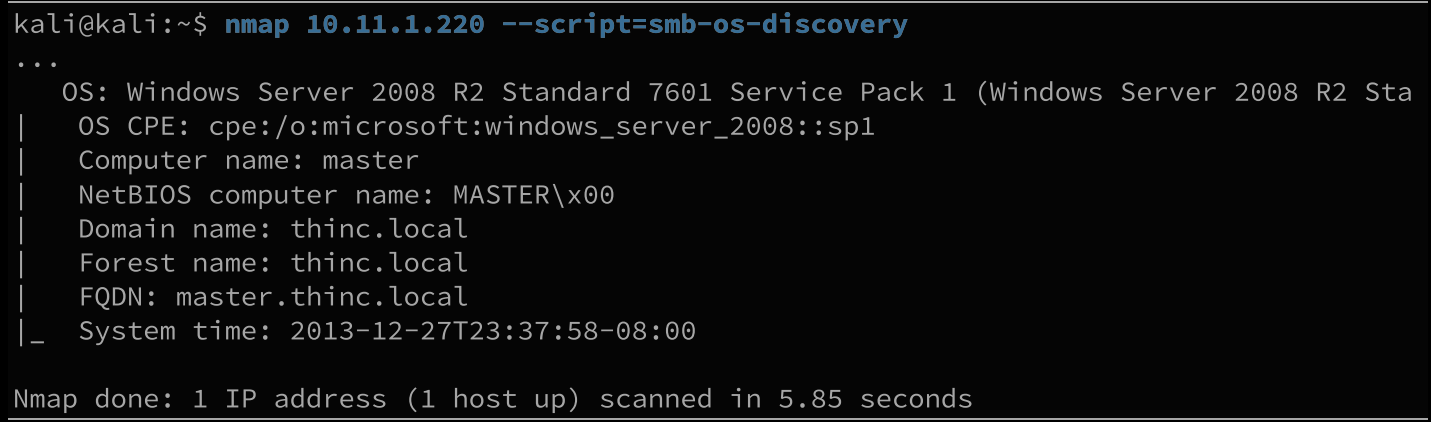 kali@kali:~$ nmap 10.11.1.220 --script=smb-os-discovery
...
   OS: Windows Server 2008 R2 Standard 7601 Service Pack 1 (Windows Server 2008 R2 Sta
|   OS CPE: cpe:/o:microsoft:windows_server_2008::sp1
|   Computer name: master
|   NetBIOS computer name: MASTER\x00
|   Domain name: thinc.local
|   Forest name: thinc.local
|   FQDN: master.thinc.local
|_  System time: 2013-12-27T23:37:58-08:00
Nmap done: 1 IP address (1 host up) scanned in 5.85 seconds